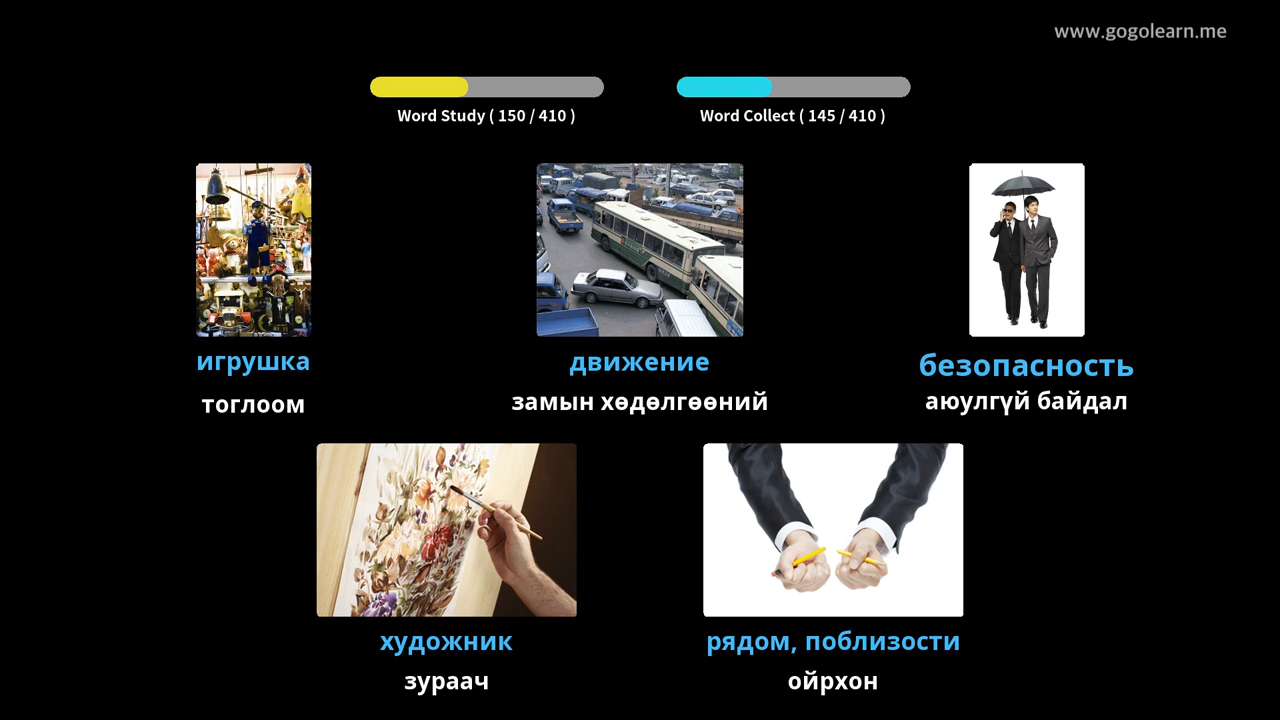 www.gogolearn.me
Word Study ( 150 / 410 )
Word Collect ( 145 / 410 )
игрушка
тоглоом
движение
замын хөдөлгөөний
безопасность
аюулгүй байдал
художник
зураач
рядом, поблизости
ойрхон